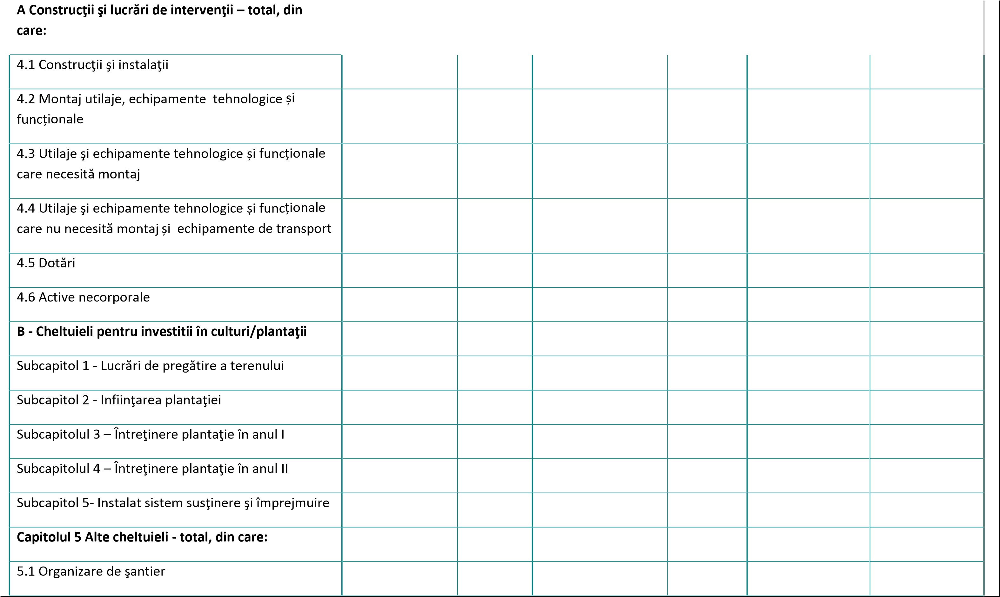 A Construcţii şi lucrări de intervenţii – total, din
care:
4.1 Construcţii şi instalaţii
4.2 Montaj utilaje, echipamente  tehnologice și
funcționale
4.3 Utilaje şi echipamente tehnologice și funcționale
care necesită montaj
4.4 Utilaje şi echipamente tehnologice și funcționale
care nu necesită montaj și  echipamente de transport
4.5 Dotări
4.6 Active necorporale
B - Cheltuieli pentru investitii în culturi/plantaţii
Subcapitol 1 - Lucrări de pregătire a terenului
Subcapitol 2 - Infiinţarea plantaţiei
Subcapitolul 3 – Întreţinere plantaţie în anul I
Subcapitolul 4 – Întreţinere plantaţie în anul II
Subcapitol 5- Instalat sistem susţinere şi împrejmuire
Capitolul 5 Alte cheltuieli - total, din care:
5.1 Organizare de şantier